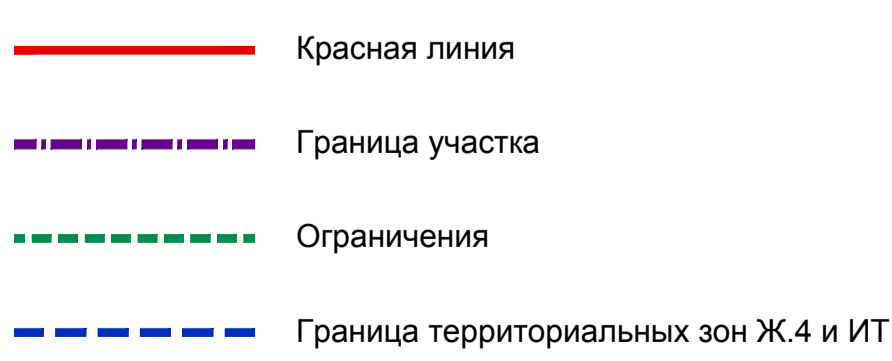 Красная линия
Граница участка
Ограничения
Граница территориальных зон Ж.4 и ИТ